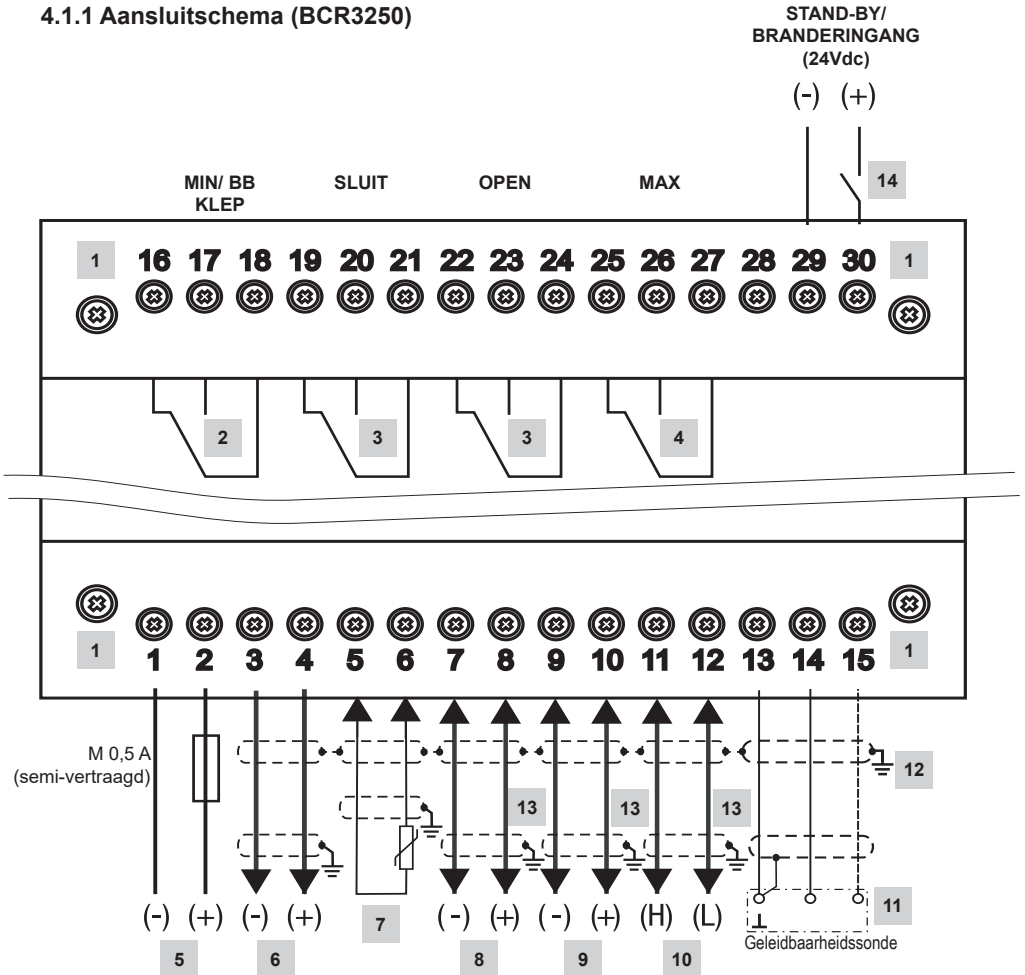 4.1.1 Aansluitschema (BCR3250)
STAND-BY/
BRANDERINGANG
(24Vdc)
(-) (+)
14
MIN/ BB
KLEP
SLUIT
OPEN
MAX
1 16 17 18 19 20 21 22 23 24 25 26 27 28 29 30 1
2 3 3 4
1 1 2 3 4 5 6 7 8 9 10 11 12 13 14 15 1
M 0,5 A
(semi-vertraagd)
12
13 13 13
11
(-) (+) (-) (+) 7 (-) (+) (-) (+) (H) (L)
Geleidbaarheidssonde
5 6 8 9 10